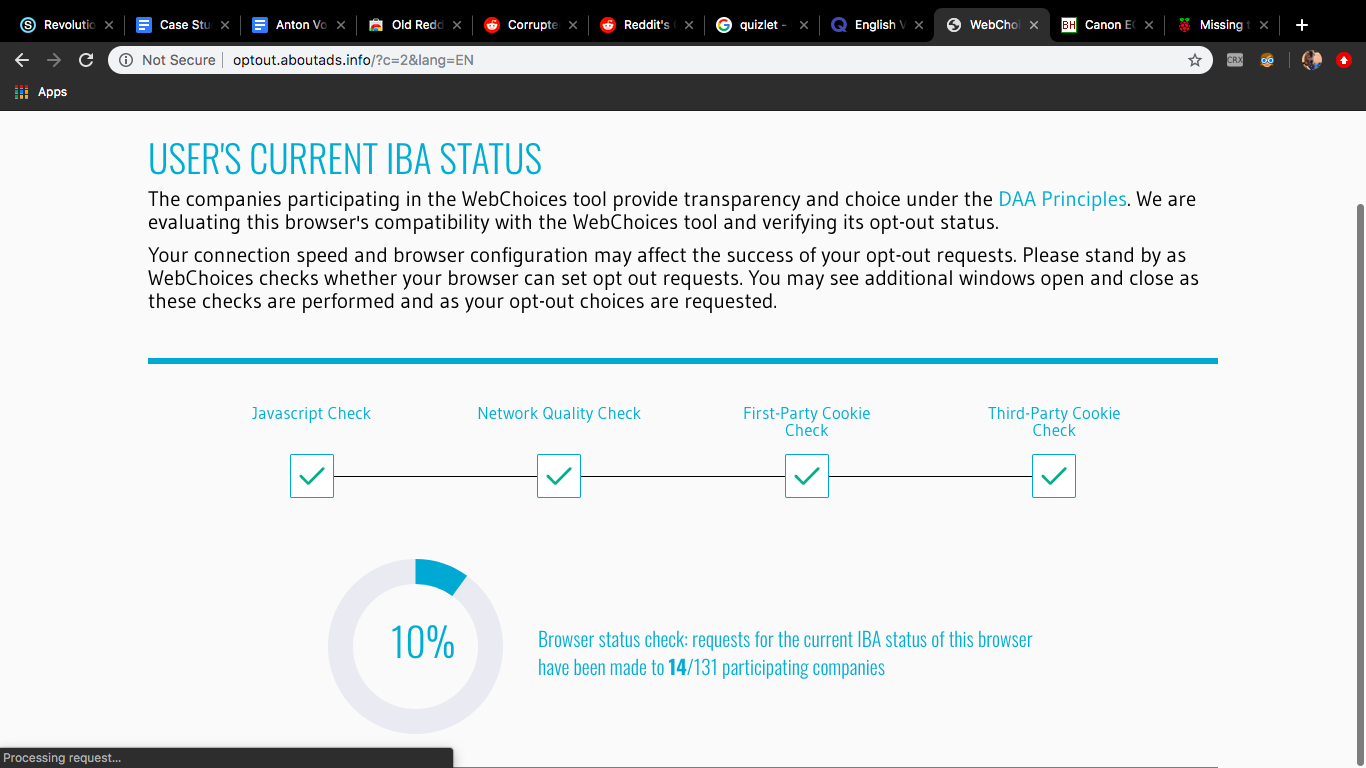 Revolutio
Case Stu
Anton Vo
Old Redd
Corrupte
Reddit's
quizlet -
English V
WebChoi
Canon EO
Missing t
Not Secure
optout.aboutads.info/?c=2&lang=EN
CRX
Apps
USER'S CURRENT IBA STATUS
The companies participating in the WebChoices tool provide transparency and choice under the DAA Principles. We are
evaluating this browser's compatibility with the WebChoices tool and verifying its opt-out status.
Your connection speed and browser configuration may affect the success of your opt-out requests. Please stand by as
WebChoices checks whether your browser can set opt out requests. You may see additional windows open and close as
these checks are performed and as your opt-out choices are requested.
Javascript Check
Network Quality Check
First-Party Cookie
Check
Third-Party Cookie
Check
10%
Browser status check: requests for the current IBA status of this browser
have been made to 14/131 participating companies
Processing request...